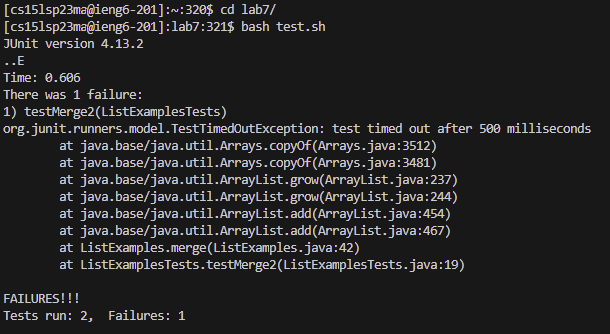 [cs15lsp23ma@ieng6-201]:~:320$ cd lab7/
[cs15lsp23ma@ieng6-201]:lab7:321$ bash test.sh
JUnit version 4.13.2
..E
Time: 0.606
There was 1 failure:
1) testMerge2(ListExamplesTests)
org.junit.runners.model.TestTimedOutException: test timed out after 500 milliseconds
        at java.base/java.util.Arrays.copyOf(Arrays.java:3512)
        at java.base/java.util.Arrays.copyOf(Arrays.java:3481)
        at java.base/java.util.ArrayList.grow(ArrayList.java:237)
        at java.base/java.util.ArrayList.grow(ArrayList.java:244)
        at java.base/java.util.ArrayList.add(ArrayList.java:454)
        at java.base/java.util.ArrayList.add(ArrayList.java:467)
        at ListExamples.merge(ListExamples.java:42)
        at ListExamplesTests.testMerge2(ListExamplesTests.java:19)

FAILURES!!!
Tests run: 2,  Failures: 1